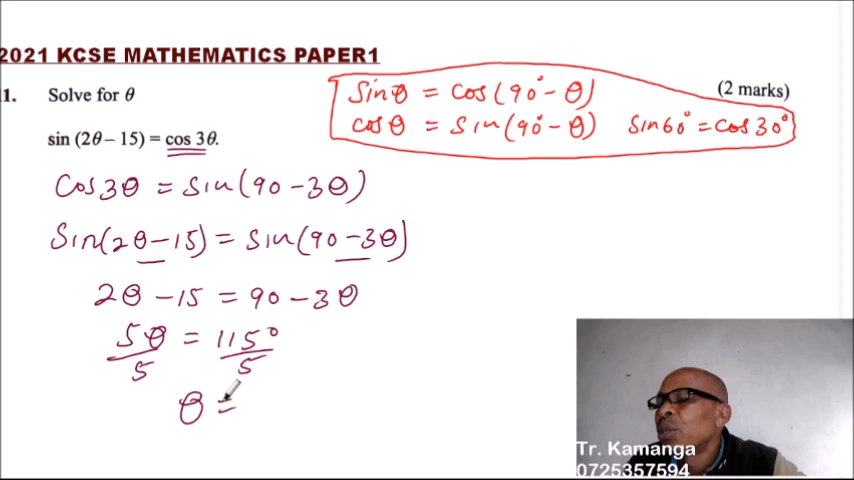 2021 KCSE MATHEMATICS PAPER1
1. Solve for θ (2 marks)
sin (2θ – 15) = cos 3θ.
Sinθ = Cos(90° – θ)
Cosθ = Sin(90° – θ) Sin60° = Cos30°
Cos3θ = Sin(90 – 3θ)
Sin(2θ – 15) = Sin(90 – 3θ)
2θ – 15 = 90 – 3θ
5θ/5 = 115°/5
θ =
Tr. Kamanga
0725357594